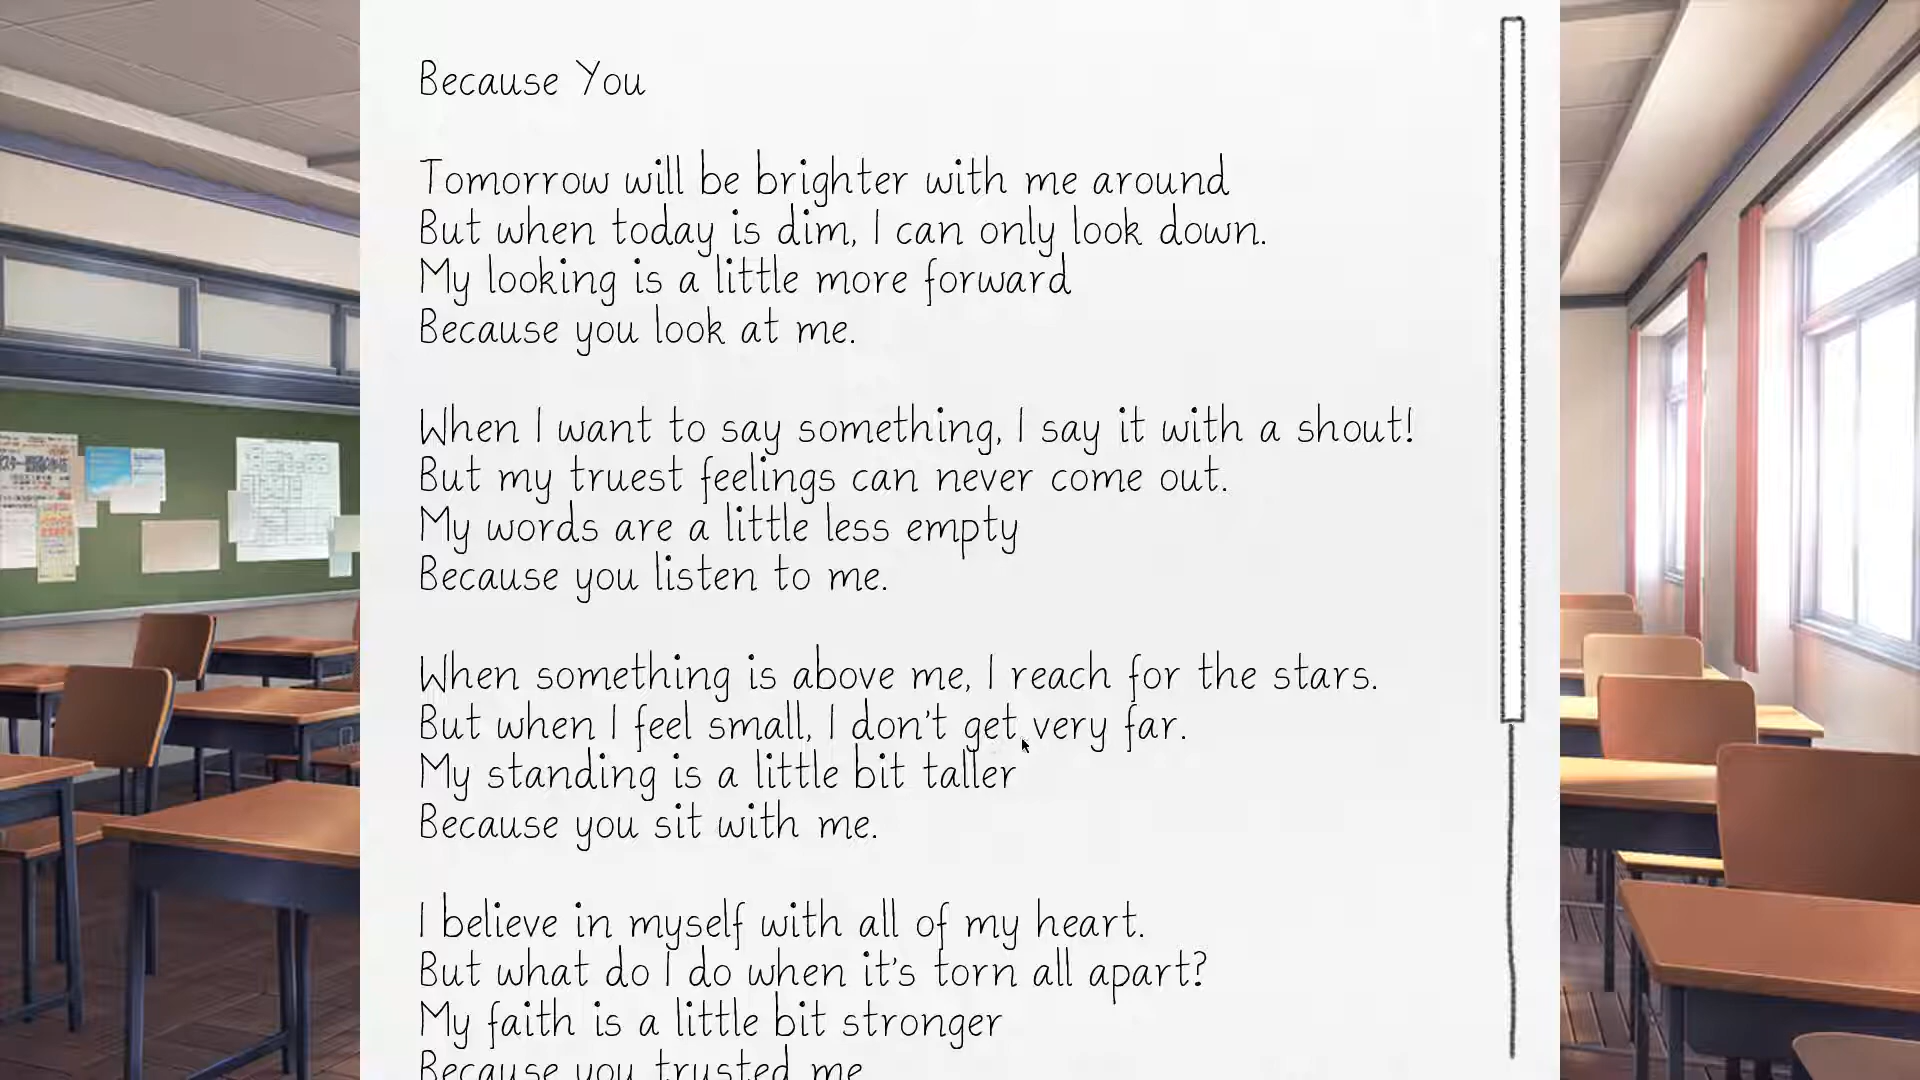 Because You
Tomorrow will be brighter with me around
But when today is dim, I can only look down.
My looking is a little more forward
Because you look at me.
When I want to say something, I say it with a shout!
But my truest feelings can never come out.
My words are a little less empty
Because you listen to me.
When something is above me, I reach for the stars.
But when I feel small, I don't get very far.
My standing is a little bit taller
Because you sit with me.
I believe in myself with all of my heart.
But what do I do when it's torn all apart?
My faith is a little bit stronger
Because you trusted me